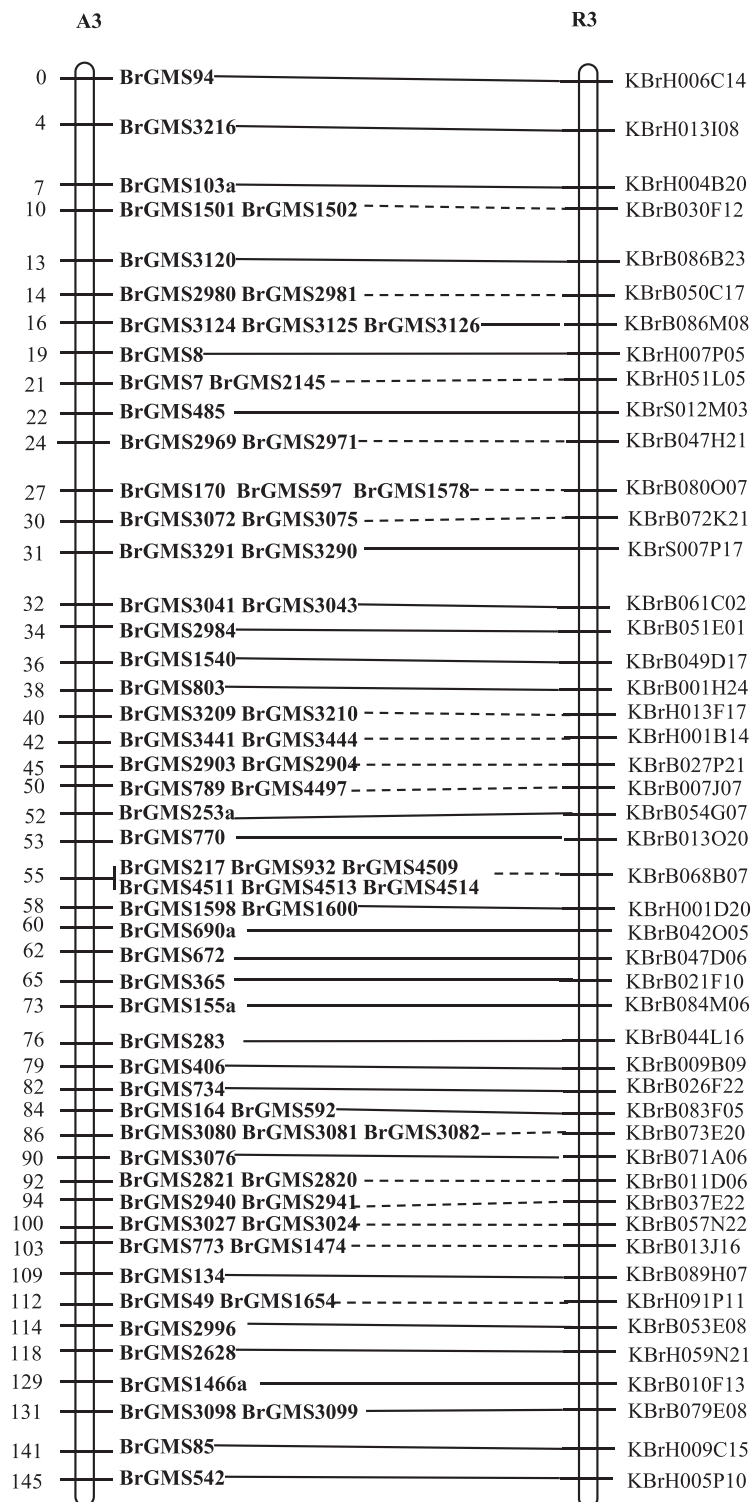 A3 R3
0 BrGMS94 KBrH006C14
4 BrGMS3216 KBrH013I08
7 BrGMS103a KBrH004B20
10 BrGMS1501 BrGMS1502 KBrB030F12
13 BrGMS3120 KBrB086B23
14 BrGMS2980 BrGMS2981 KBrB050C17
16 BrGMS3124 BrGMS3125 BrGMS3126 KBrB086M08
19 BrGMS8 KBrH007P05
21 BrGMS7 BrGMS2145 KBrH051L05
22 BrGMS485 KBrS012M03
24 BrGMS2969 BrGMS2971 KBrB047H21
27 BrGMS170 BrGMS597 BrGMS1578 KBrB080O07
30 BrGMS3072 BrGMS3075 KBrB072K21
31 BrGMS3291 BrGMS3290 KBrS007P17
32 BrGMS3041 BrGMS3043 KBrB061C02
34 BrGMS2984 KBrB051E01
36 BrGMS1540 KBrB049D17
38 BrGMS803 KBrB001H24
40 BrGMS3209 BrGMS3210 KBrH013F17
42 BrGMS3441 BrGMS3444 KBrH001B14
45 BrGMS2903 BrGMS2904 KBrB027P21
50 BrGMS789 BrGMS4497 KBrB007J07
52 BrGMS253a KBrB054G07
53 BrGMS770 KBrB013O20
55 BrGMS217 BrGMS932 BrGMS4509 KBrB068B07
BrGMS4511 BrGMS4513 BrGMS4514
58 BrGMS1598 BrGMS1600 KBrH001D20
60 BrGMS690a KBrB042O05
62 BrGMS672 KBrB047D06
65 BrGMS365 KBrB021F10
73 BrGMS155a KBrB084M06
76 BrGMS283 KBrB044L16
79 BrGMS406 KBrB009B09
82 BrGMS734 KBrB026F22
84 BrGMS164 BrGMS592 KBrB083F05
86 BrGMS3080 BrGMS3081 BrGMS3082 KBrB073E20
90 BrGMS3076 KBrB071A06
92 BrGMS2821 BrGMS2820 KBrB011D06
94 BrGMS2940 BrGMS2941 KBrB037E22
100 BrGMS3027 BrGMS3024 KBrB057N22
103 BrGMS773 BrGMS1474 KBrB013J16
109 BrGMS134 KBrB089H07
112 BrGMS49 BrGMS1654 KBrH091P11
114 BrGMS2996 KBrB053E08
118 BrGMS2628 KBrH059N21
129 BrGMS1466a KBrB010F13
131 BrGMS3098 BrGMS3099 KBrB079E08
141 BrGMS85 KBrH009C15
145 BrGMS542 KBrH005P10